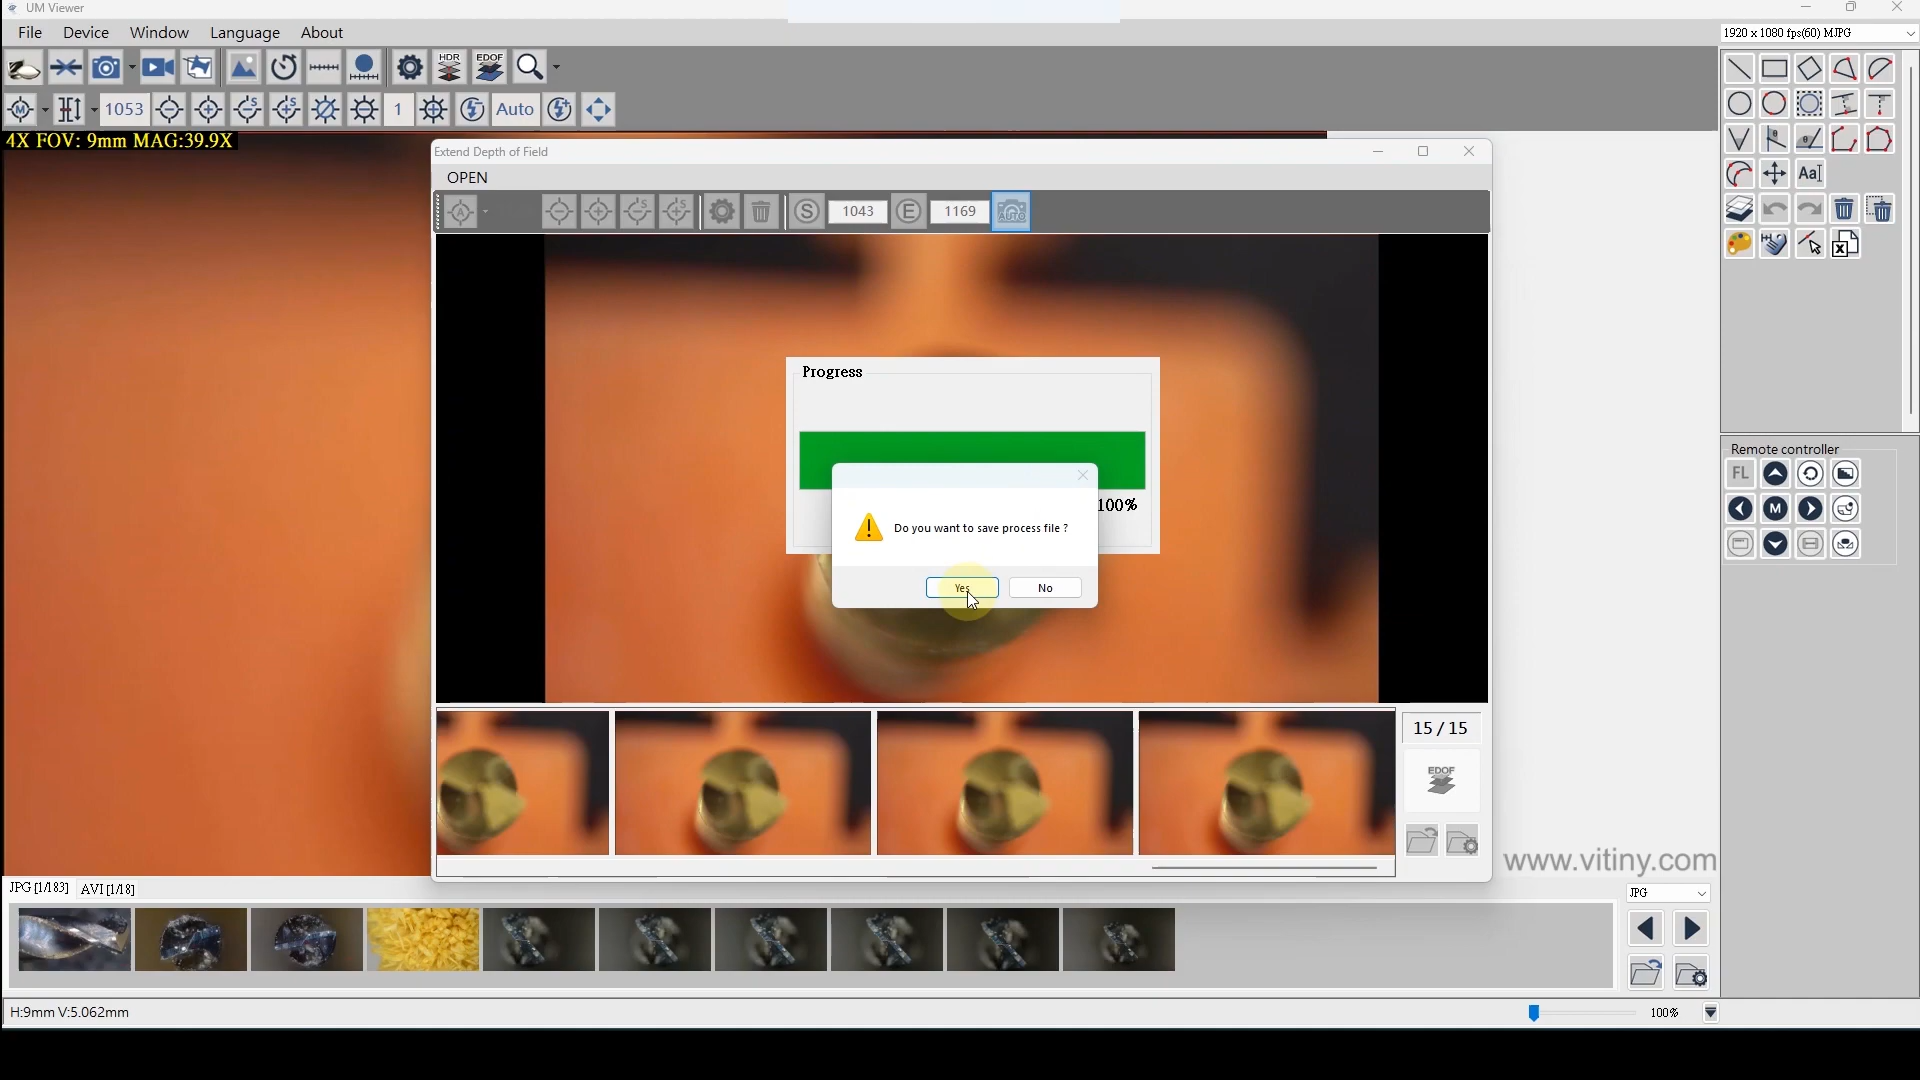 UM Viewer
File Device Window Language About
1920 x 1080 fps(60) MJPG
HDR EDOF
1053 S S 1 Auto
4X FOV: 9mm MAG:39.9X
Extend Depth of Field
OPEN
A S S S 1043 E 1169 AUTO
Aa
Progress
100%
Do you want to save process file ?
Yes No
Remote controller
FL
M
15 / 15
EDOF
www.vitiny.com
JPG [1/183] AVI [1/18]
JPG
H:9mm V:5.062mm
100%